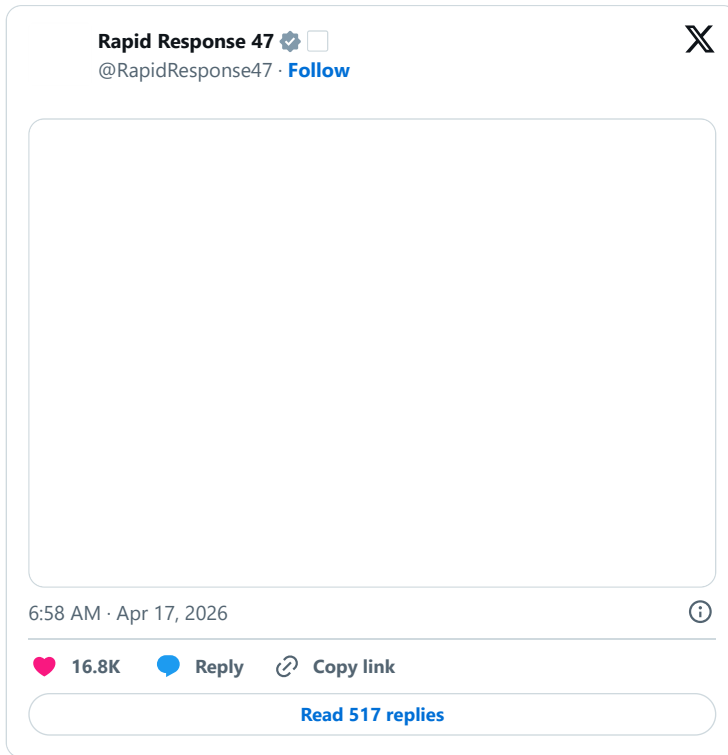 Rapid Response 47
@RapidResponse47 · Follow
6:58 AM · Apr 17, 2026
16.8K Reply Copy link
Read 517 replies